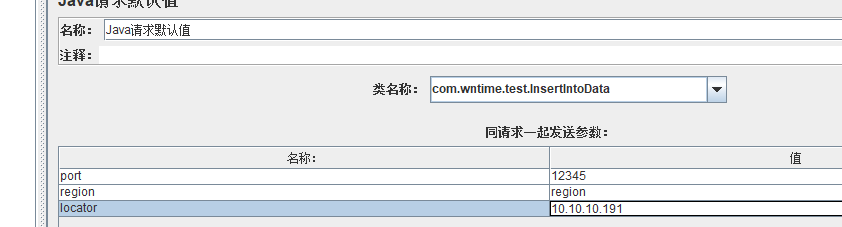 Java请求默认值
名称： Java请求默认值
注释：
类名称： com.wntime.test.InsertIntoData
同请求一起发送参数：
名称： 值
port 12345
region region
locator 10.10.10.191